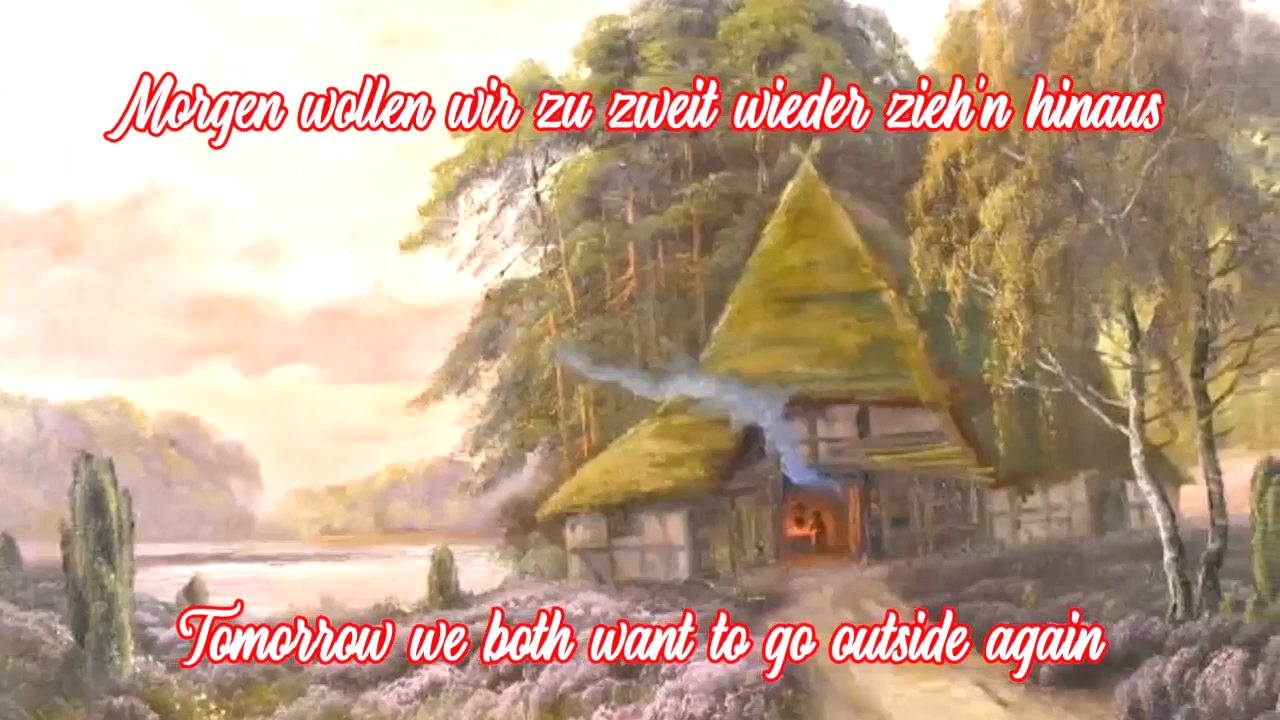 Morgen wollen wir zu zweit wieder zieh'n hinaus
Tomorrow we both want to go outside again